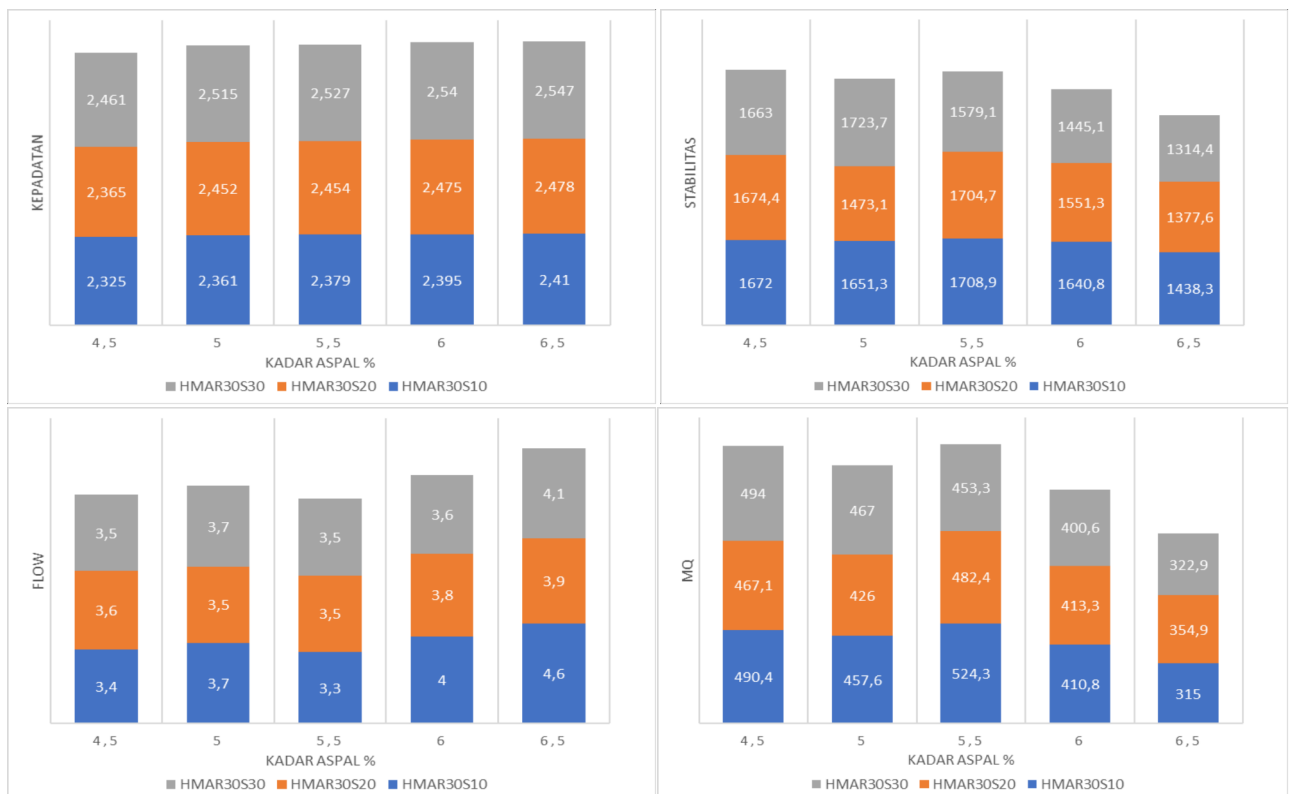 KEPADATAN
2,461 2,515 2,527 2,54 2,547
2,365 2,452 2,454 2,475 2,478
2,325 2,361 2,379 2,395 2,41
4,5 5 5,5 6 6,5
KADAR ASPAL %
HMAR30S30 HMAR30S20 HMAR30S10
STABILITAS
1663 1723,7 1579,1 1445,1 1314,4
1674,4 1473,1 1704,7 1551,3 1377,6
1672 1651,3 1708,9 1640,8 1438,3
4,5 5 5,5 6 6,5
KADAR ASPAL %
HMAR30S30 HMAR30S20 HMAR30S10
FLOW
3,5 3,7 3,5 3,6 4,1
3,6 3,5 3,5 3,8 3,9
3,4 3,7 3,3 4 4,6
4,5 5 5,5 6 6,5
KADAR ASPAL %
HMAR30S30 HMAR30S20 HMAR30S10
MQ
494 467 453,3 400,6 322,9
467,1 426 482,4 413,3 354,9
490,4 457,6 524,3 410,8 315
4,5 5 5,5 6 6,5
KADAR ASPAL %
HMAR30S30 HMAR30S20 HMAR30S10